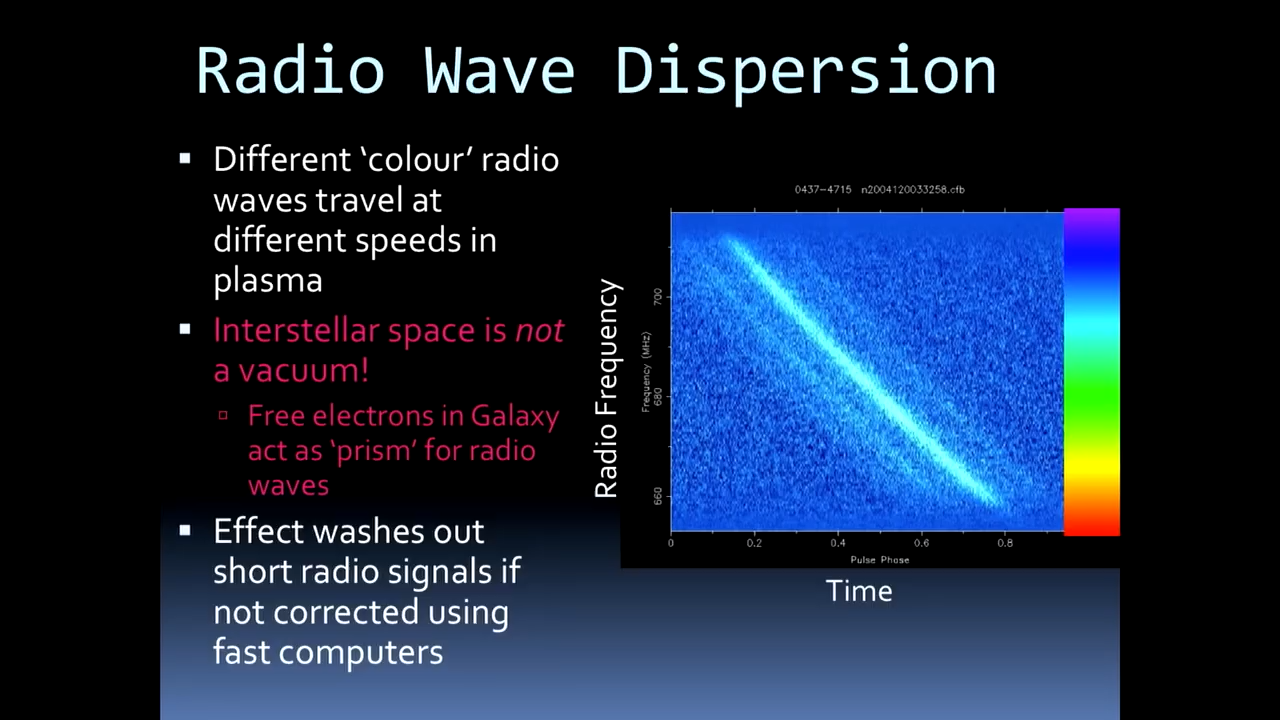 Radio Wave Dispersion
Different ‘colour’ radio
waves travel at
different speeds in
plasma
Interstellar space is not
a vacuum!
Free electrons in Galaxy
act as ‘prism’ for radio
waves
Effect washes out
short radio signals if
not corrected using
fast computers
0437-4715 n2004120033258.cfb
Radio Frequency
Frequency (MHz)
700
680
660
0 0.2 0.4 0.6 0.8
Pulse Phase
Time